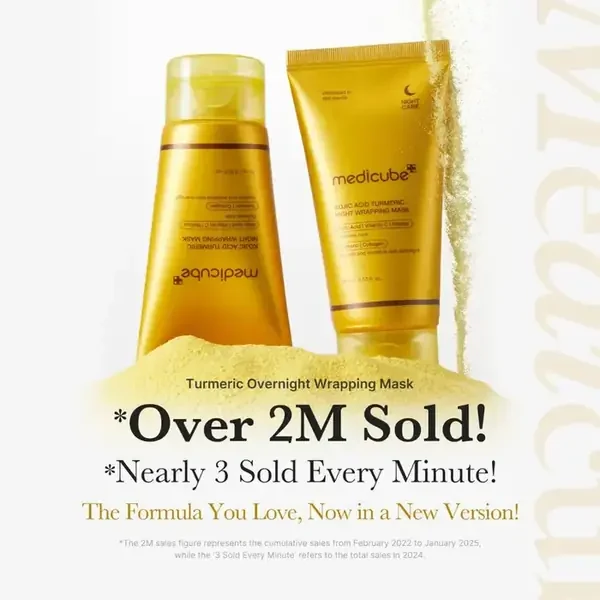 NIGHT
CARE
medicube
KOJIC ACID TURMERIC
NIGHT WRAPPING MASK
medicube
KOJIC ACID TURMERIC
NIGHT WRAPPING MASK
Turmeric Overnight Wrapping Mask
*Over 2M Sold!
*Nearly 3 Sold Every Minute!
The Formula You Love, Now in a New Version!
*The 2M sales figure represents the cumulative sales from February 2022 to January 2025,
while the '3 Sold Every Minute' refers to the total sales in 2024.
Medicube